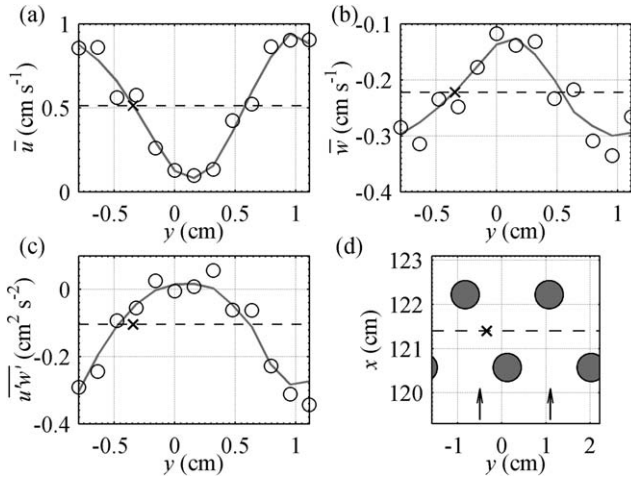 (a)
1
0.5
0
-0.5 0 0.5 1
y (cm)
u̅ (cm s⁻¹)
(b)
-0.1
-0.2
-0.3
-0.4
-0.5 0 0.5 1
y (cm)
w̅ (cm s⁻¹)
(c)
0
-0.2
-0.4
-0.5 0 0.5 1
y (cm)
u'w' (cm² s⁻²)
(d)
123
122
121
120
-1 0 1 2
y (cm)
x (cm)